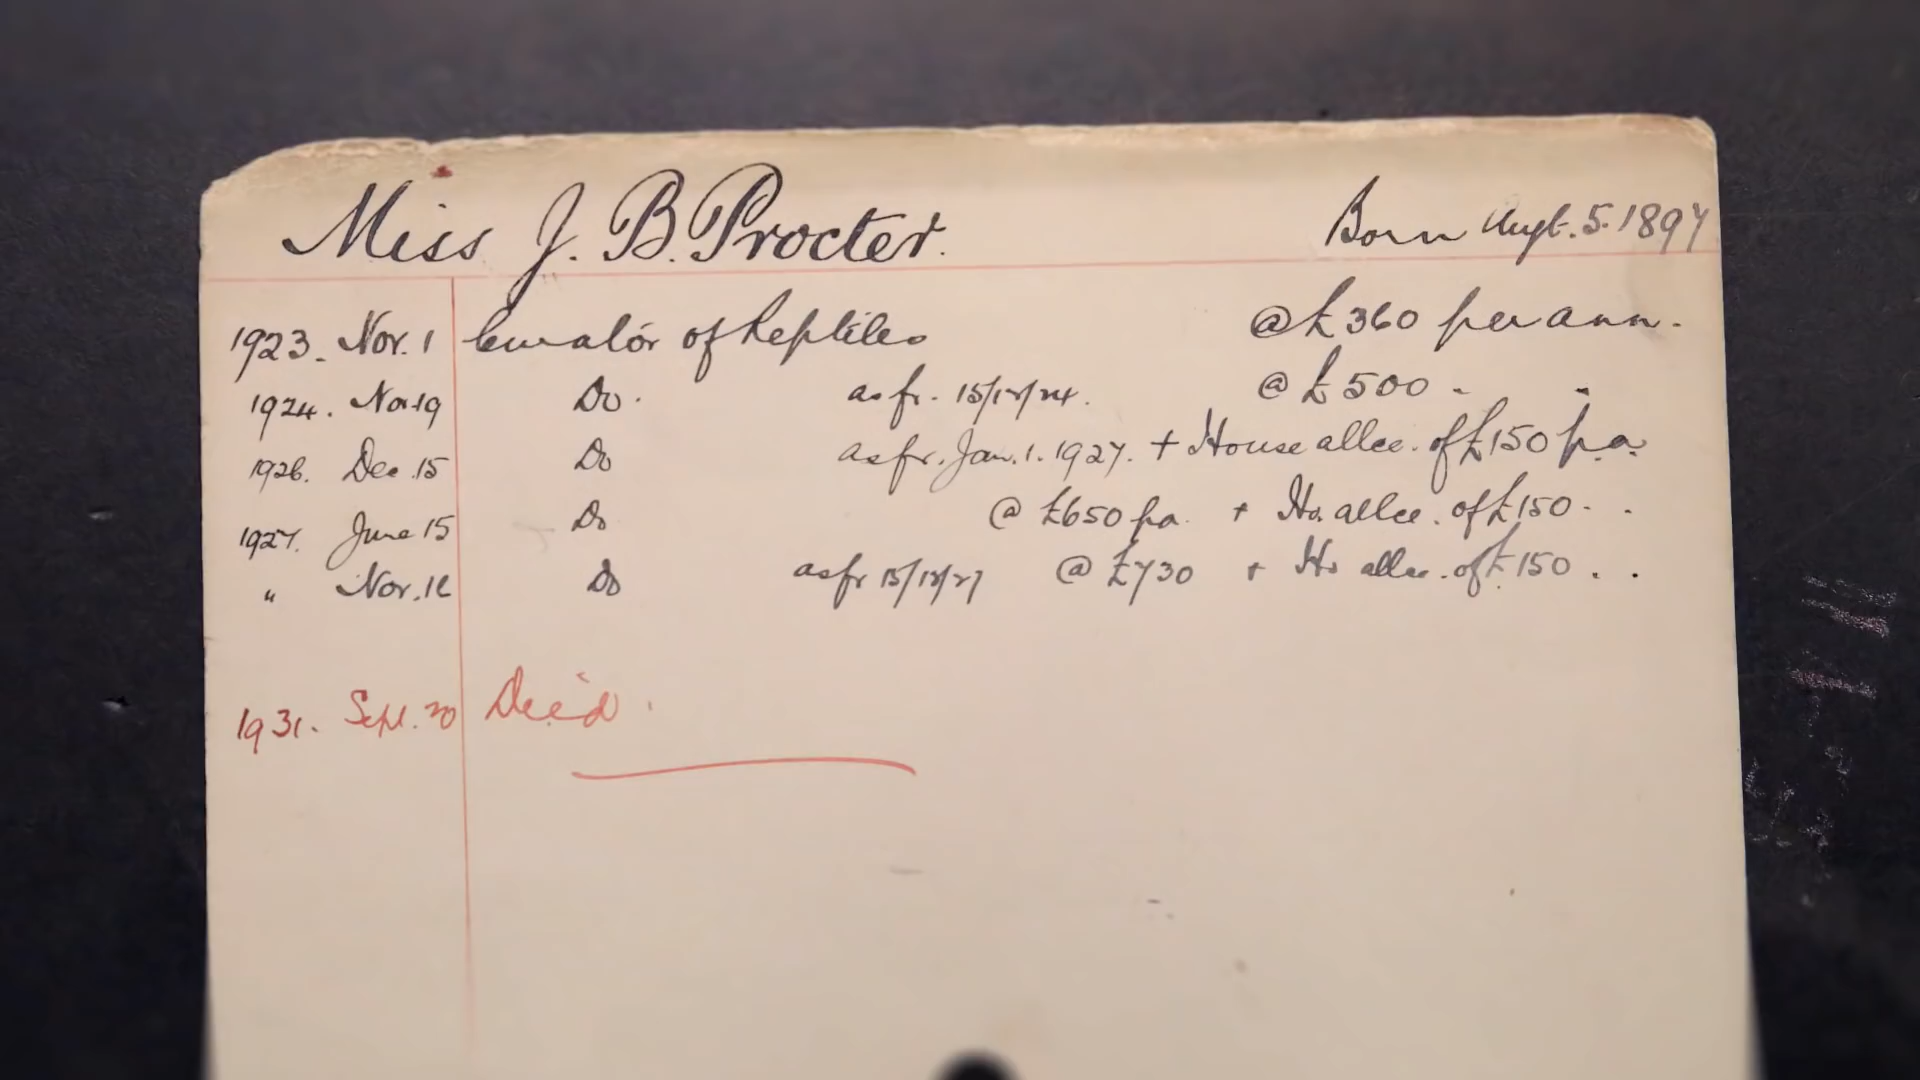 Miss J. B. Procter. Born Augt. 5. 1897
1923. Nov. 1 Curator of Reptiles @ £360 per ann.
1924. Nov 19 Do. as fr. 15/12/24. @ £500 " "
1926. Dec. 15 Do as fr. Jan. 1. 1927. + House allce. of £150 p.a.
1927. June 15 Do @ £650 pa. + Ho. allce. of £150 " "
" Nov. 16 Do as fr 15/12/27 @ £730 + Ho allce. of £150 " "
1931. Sept. 20 Dec'd.